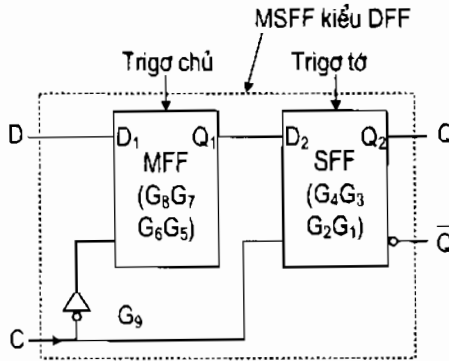 MSFF kiểu DFF
Trigơ chủ Trigơ tớ
D D₁ Q₁ D₂ Q₂ Q
MFF SFF
(G₈G₇ (G₄G₃
G₆G₅) G₂G₁)
Q̅
C G₉